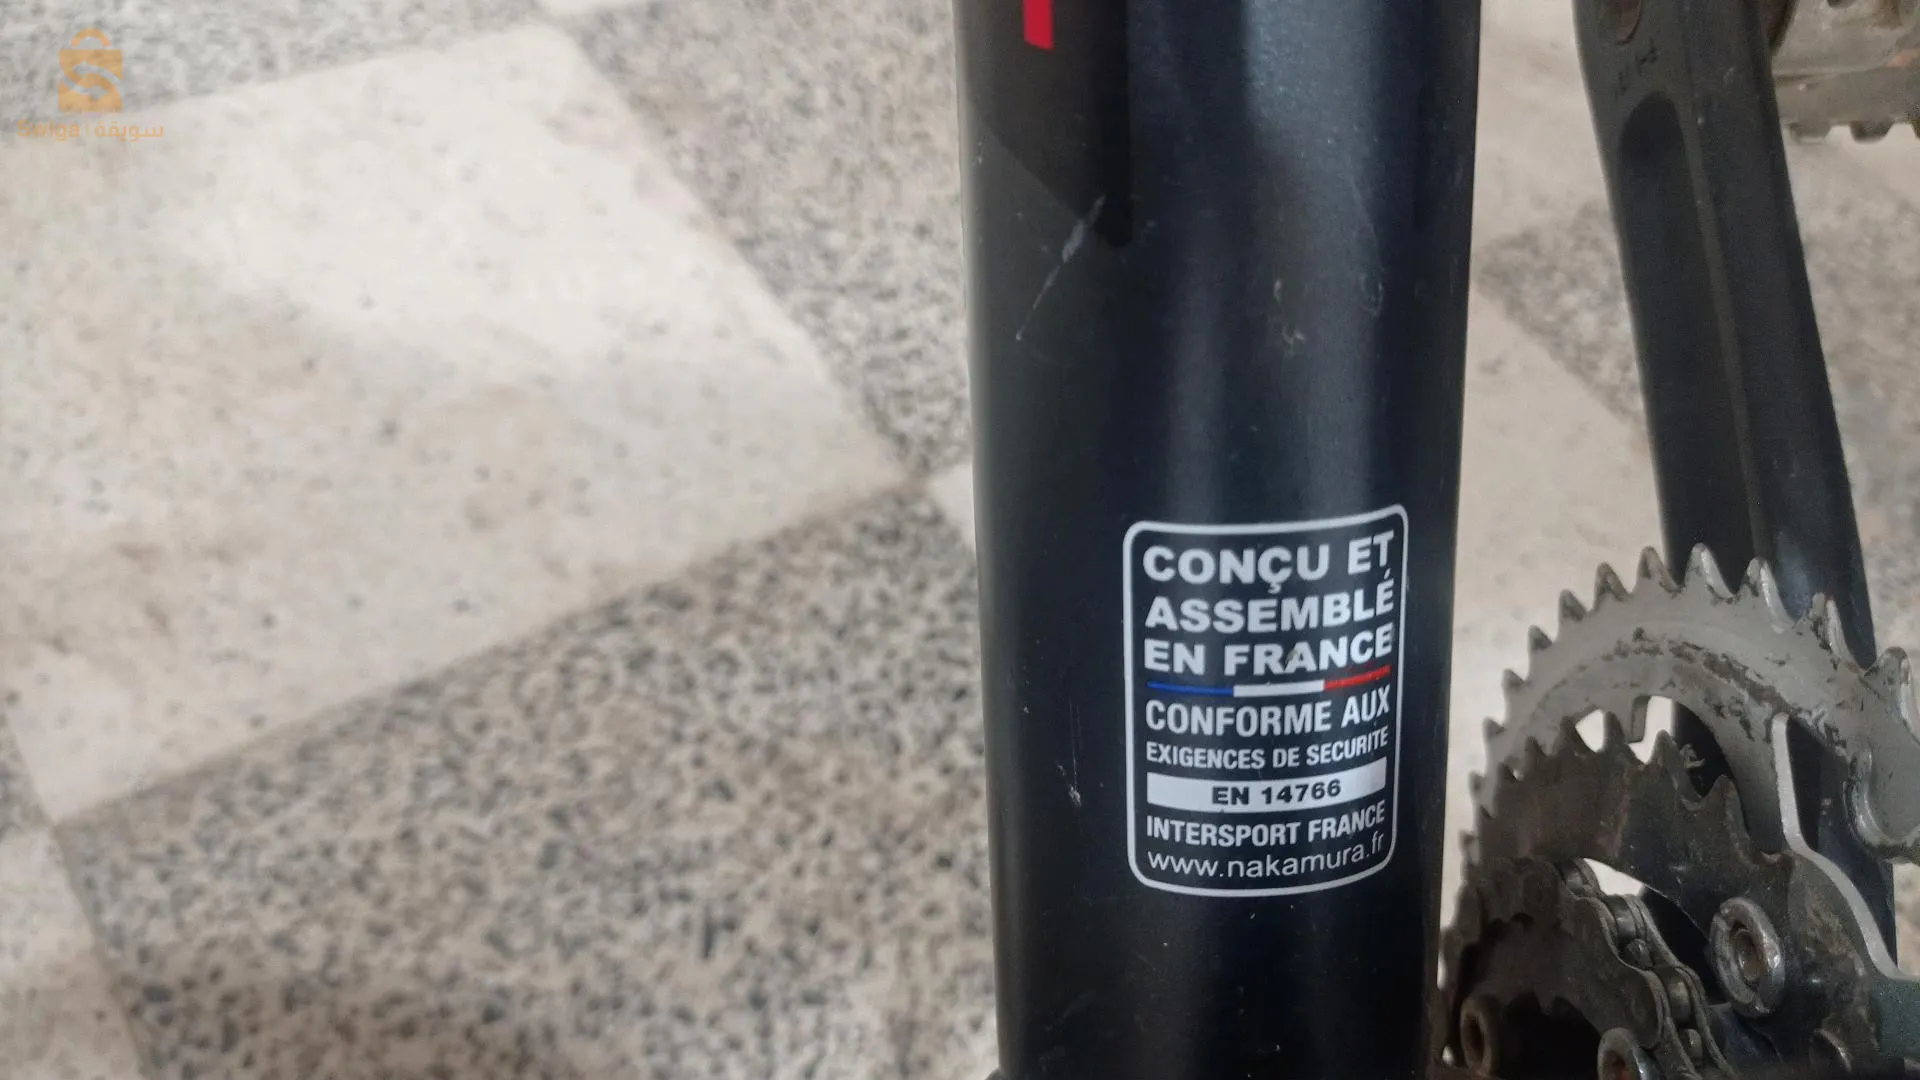 Swiga | سويقة
CONÇU ET
ASSEMBLÉ
EN FRANCE
CONFORME AUX
EXIGENCES DE SECURITE
EN 14766
INTERSPORT FRANCE
www.nakamura.fr